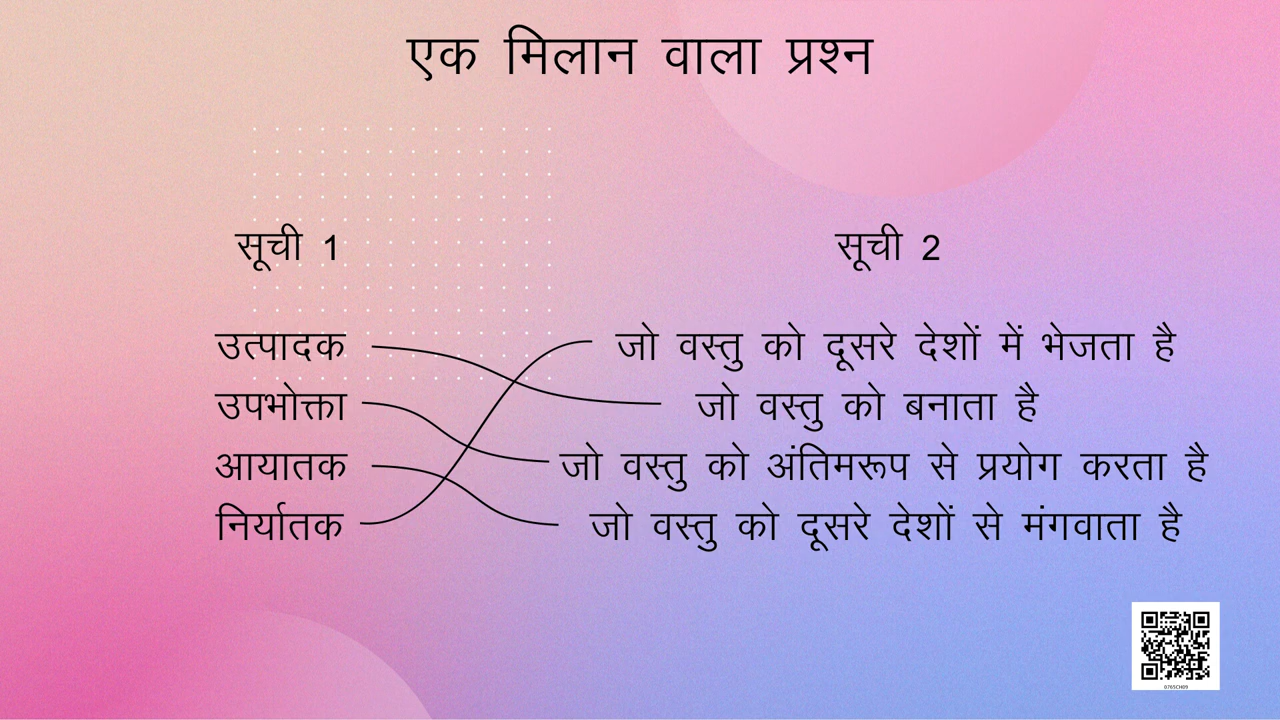 एक मिलान वाला प्रश्न
सूची 1
सूची 2
उत्पादक
उपभोक्ता
आयातक
निर्यातक
जो वस्तु को दूसरे देशों में भेजता है
जो वस्तु को बनाता है
जो वस्तु को अंतिमरूप से प्रयोग करता है
जो वस्तु को दूसरे देशों से मंगवाता है
0765CH09